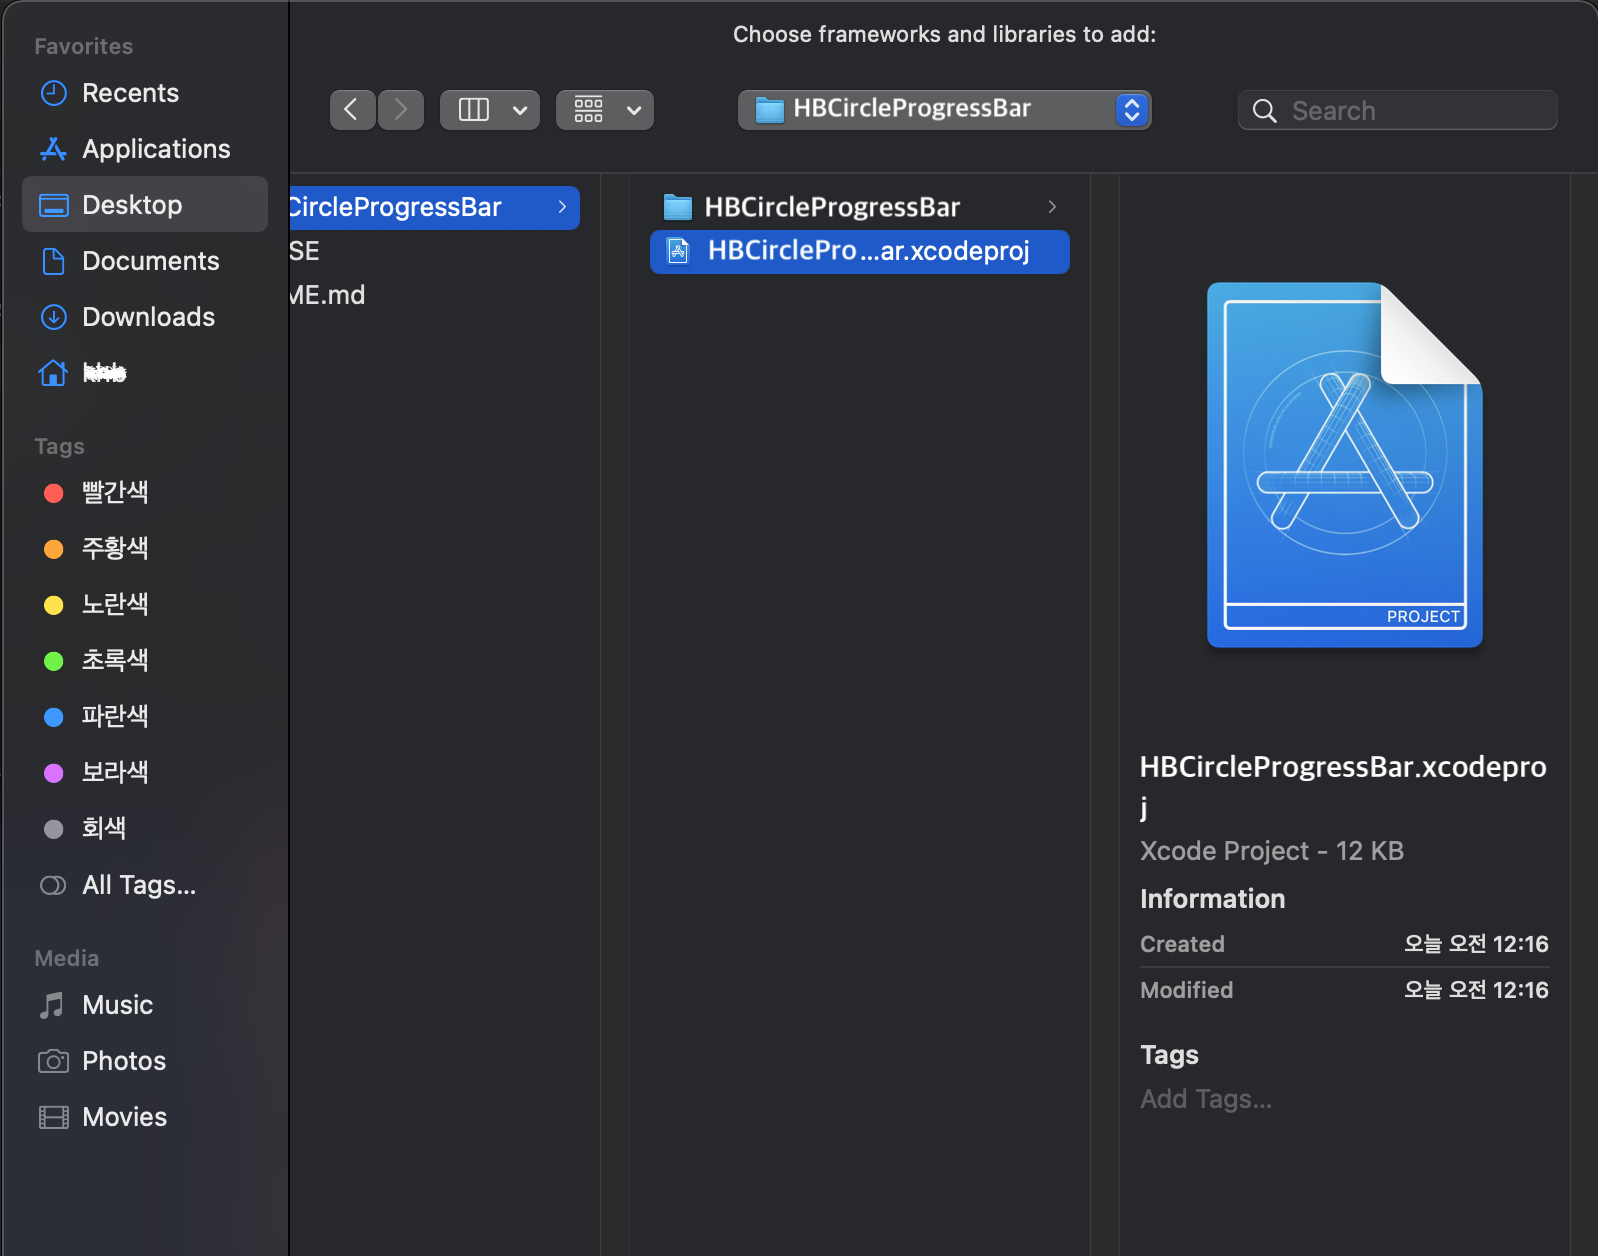 Choose frameworks and libraries to add:
HBCircleProgressBar
Search
Favorites
Recents
Applications
Desktop
Documents
Downloads
Tags
빨간색
주황색
노란색
초록색
파란색
보라색
회색
All Tags...
Media
Music
Photos
Movies
CircleProgressBar
SE
ME.md
HBCircleProgressBar
HBCirclePro...ar.xcodeproj
PROJECT
HBCircleProgressBar.xcodepro
j
Xcode Project - 12 KB
Information
Created 오늘 오전 12:16
Modified 오늘 오전 12:16
Tags
Add Tags...